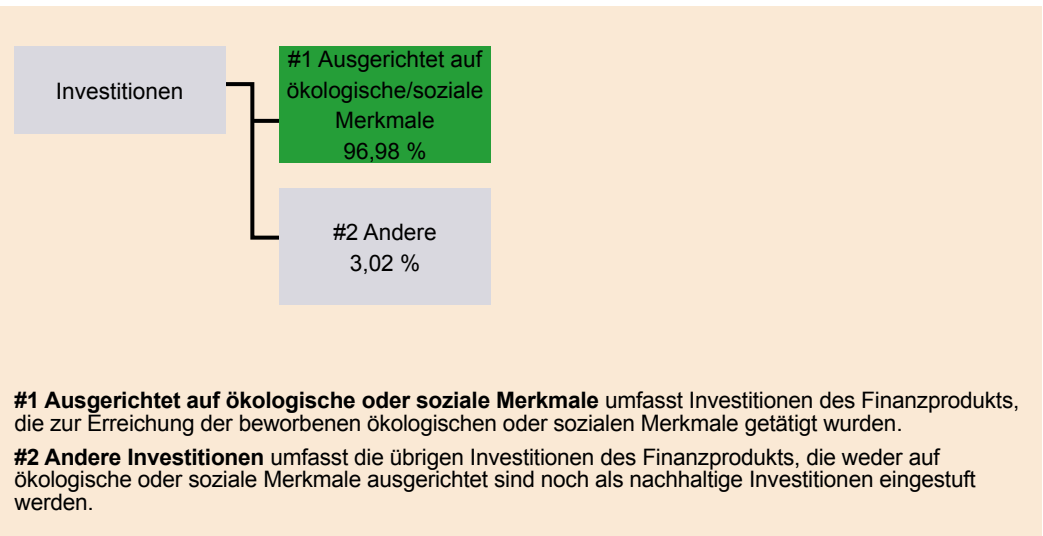 Investitionen
#1 Ausgerichtet auf
ökologische/soziale
Merkmale
96,98 %
#2 Andere
3,02 %
#1 Ausgerichtet auf ökologische oder soziale Merkmale umfasst Investitionen des Finanzprodukts,
die zur Erreichung der beworbenen ökologischen oder sozialen Merkmale getätigt wurden.
#2 Andere Investitionen umfasst die übrigen Investitionen des Finanzprodukts, die weder auf
ökologische oder soziale Merkmale ausgerichtet sind noch als nachhaltige Investitionen eingestuft
werden.